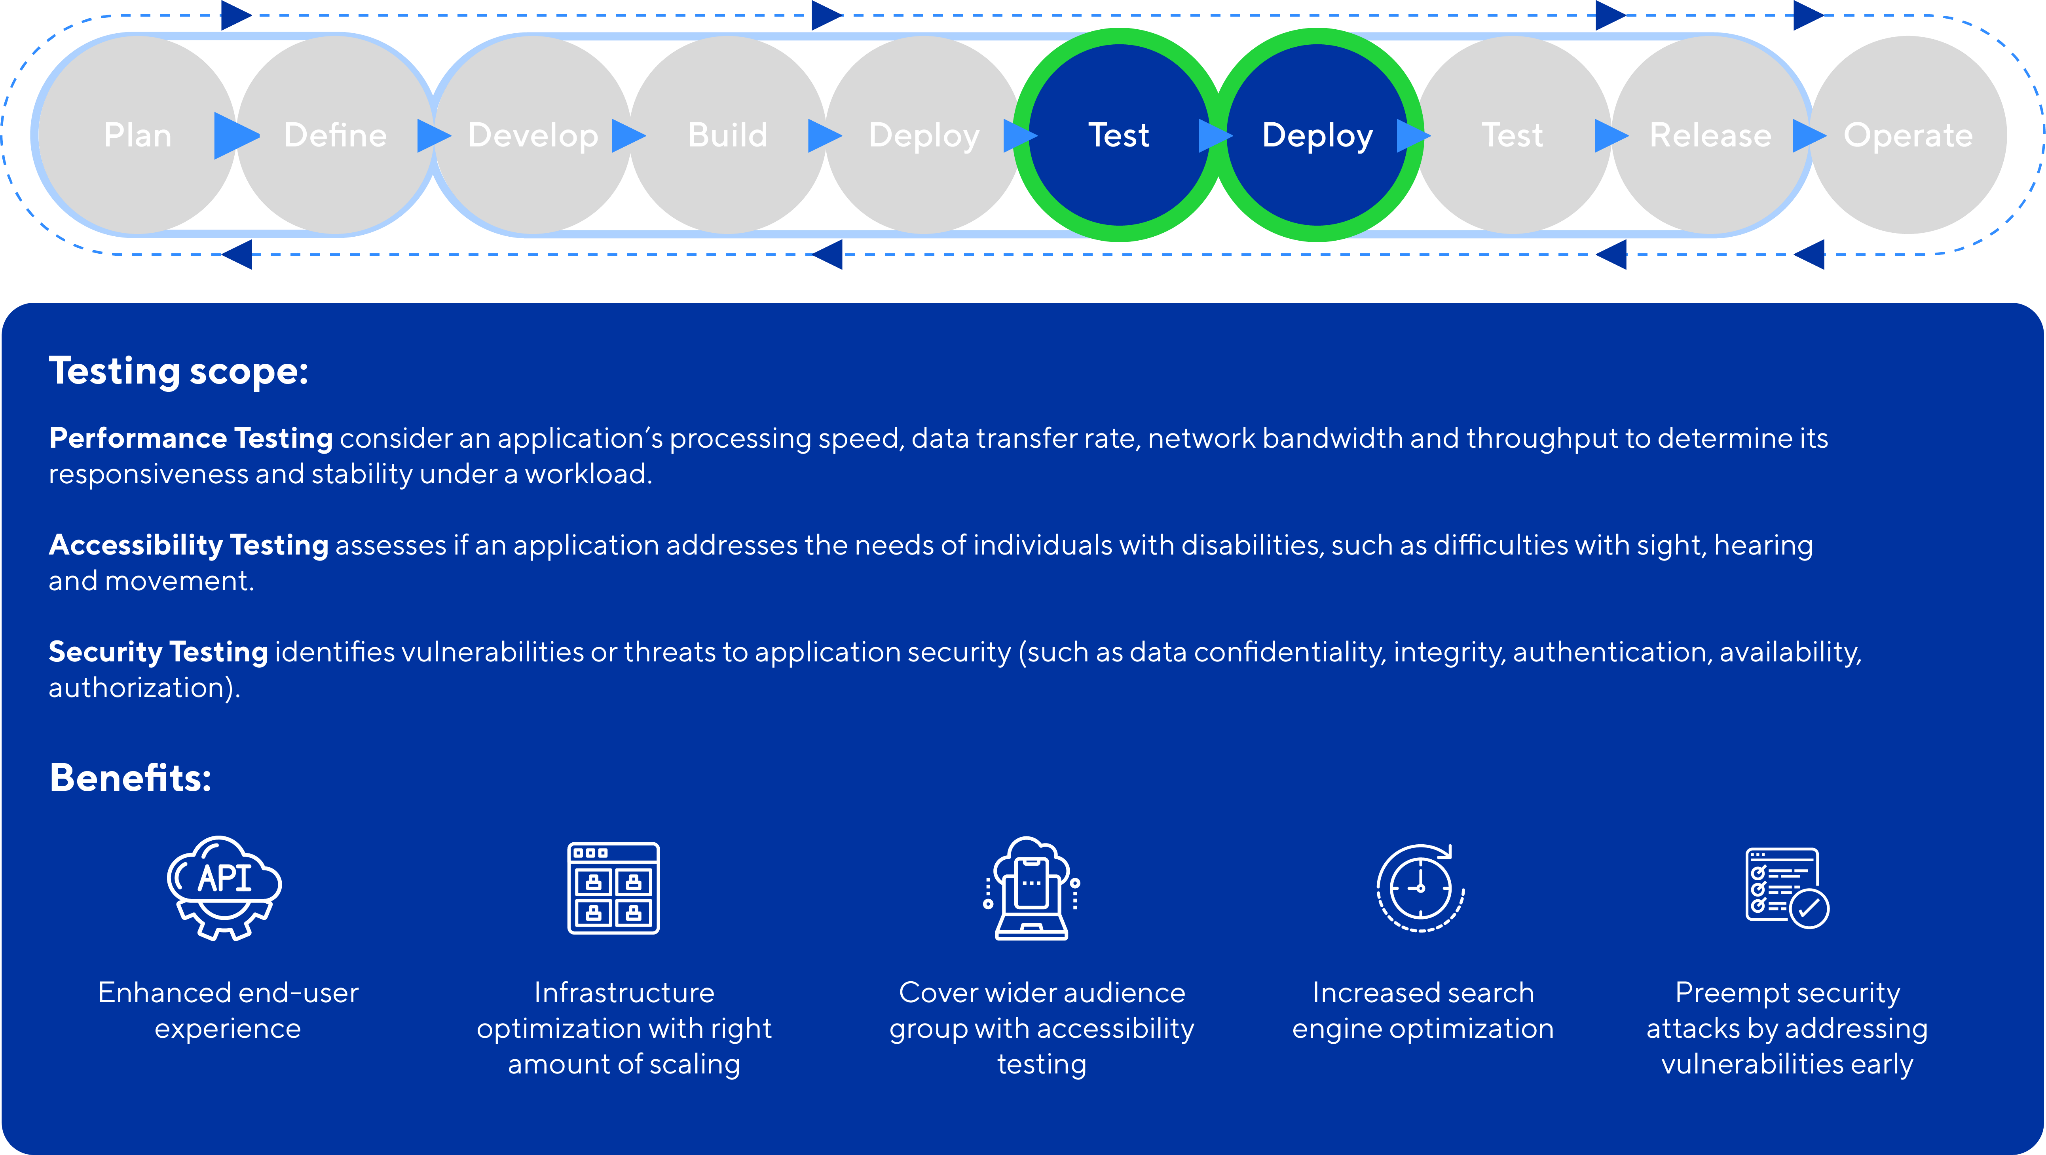 Plan
Define
Develop
Build
Deploy
Test
Deploy
Test
Release
Operate
Testing scope:
Performance Testing consider an application's processing speed, data transfer rate, network bandwidth and throughput to determine its
responsiveness and stability under a workload.
Accessibility Testing assesses if an application addresses the needs of individuals with disabilities, such as difficulties with sight, hearing
and movement.
Security Testing identifies vulnerabilities or threats to application security (such as data confidentiality, integrity, authentication, availability,
authorization).
Benefits:
API
Enhanced end-user
experience
Infrastructure
optimization with right
amount of scaling
Cover wider audience
group with accessibility
testing
Increased search
engine optimization
Preempt security
attacks by addressing
vulnerabilities early